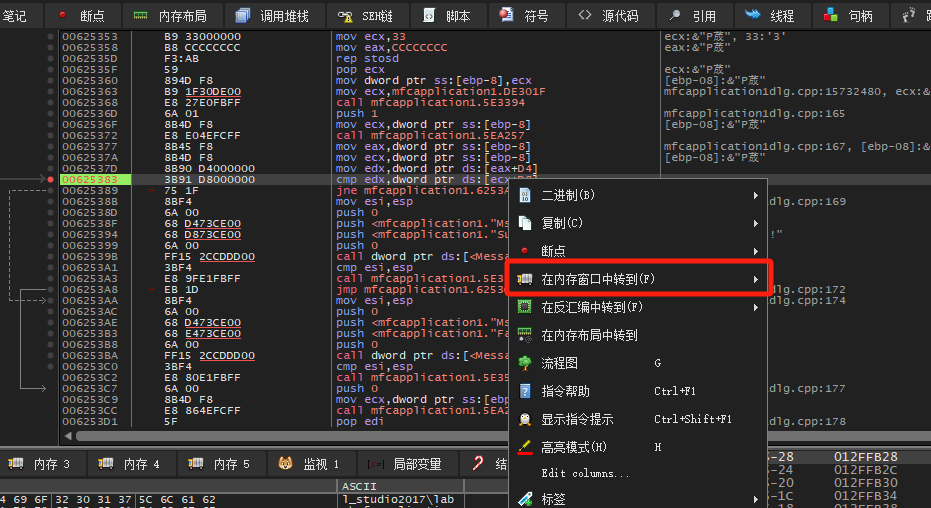 笔记 断点 内存布局 调用堆栈 SEH链 脚本 符号 源代码 引用 线程 句柄
00625353 B9 33000000 mov ecx,33 ecx:&"P荿", 33:'3'
00625358 B8 CCCCCCCC mov eax,CCCCCCCC eax:&"P荿"
0062535D F3:AB rep stosd
0062535F 59 pop ecx ecx:&"P荿"
00625360 894D F8 mov dword ptr ss:[ebp-8],ecx [ebp-08]:&"P荿"
00625363 B9 1F30DE00 mov ecx,mfcapplication1.DE301F mfcapplication1dlg.cpp:15732480, ecx:&
00625368 E8 27E0FBFF call mfcapplication1.5E3394
0062536D 6A 01 push 1 mfcapplication1dlg.cpp:165
0062536F 8B4D F8 mov ecx,dword ptr ss:[ebp-8] [ebp-08]:&"P荿"
00625372 E8 E04EFCFF call mfcapplication1.5EA257
00625377 8B45 F8 mov eax,dword ptr ss:[ebp-8] mfcapplication1dlg.cpp:167, [ebp-08]:&
0062537A 8B4D F8 mov ecx,dword ptr ss:[ebp-8] [ebp-08]:&"P荿"
0062537D 8B90 D4000000 mov edx,dword ptr ds:[eax+D4]
00625383 3B91 D8000000 cmp edx,dword ptr ds:[ecx+D8]
00625389 75 1F jne mfcapplication1.6253A
0062538B 8BF4 mov esi,esp 1dlg.cpp:169
0062538D 6A 00 push 0
0062538F 68 D473CE00 push <mfcapplication1."Ms
00625394 68 D873CE00 push <mfcapplication1."Su !"
00625399 6A 00 push 0
0062539B FF15 2CCDDD00 call dword ptr ds:[<Messa
006253A1 3BF4 cmp esi,esp
006253A3 E8 9FE1FBFF call mfcapplication1.5E3
006253A8 EB 1D jmp mfcapplication1.6253 1dlg.cpp:172
006253AA 8BF4 mov esi,esp 1dlg.cpp:174
006253AC 6A 00 push 0
006253AE 68 D473CE00 push <mfcapplication1."Ms
006253B3 68 E473CE00 push <mfcapplication1."Fa
006253B8 6A 00 push 0
006253BA FF15 2CCDDD00 call dword ptr ds:[<Messa
006253C0 3BF4 cmp esi,esp
006253C2 E8 80E1FBFF call mfcapplication1.5E35
006253C7 6A 00 push 0 1dlg.cpp:177
006253C9 8B4D F8 mov ecx,dword ptr ss:[ebp
006253CC E8 864EFCFF call mfcapplication1.5EA2
006253D1 5F pop edi 1dlg.cpp:178
二进制(B)
复制(C)
断点
在内存窗口中转到(F)
在反汇编中转到(F)
在内存布局中转到
流程图 G
指令帮助 Ctrl+F1
显示指令提示 Ctrl+Shift+F1
高亮模式(H) H
Edit columns...
标签
内存 3 内存 4 内存 5 监视 1 局部变量 结
ASCII
4 69 6F 32 30 31 37 5C 6C 61 62 l_studio2017\lab
-28 012FFB28
-24 012FFB2C
-20 012FFB30
-1C 012FFB34